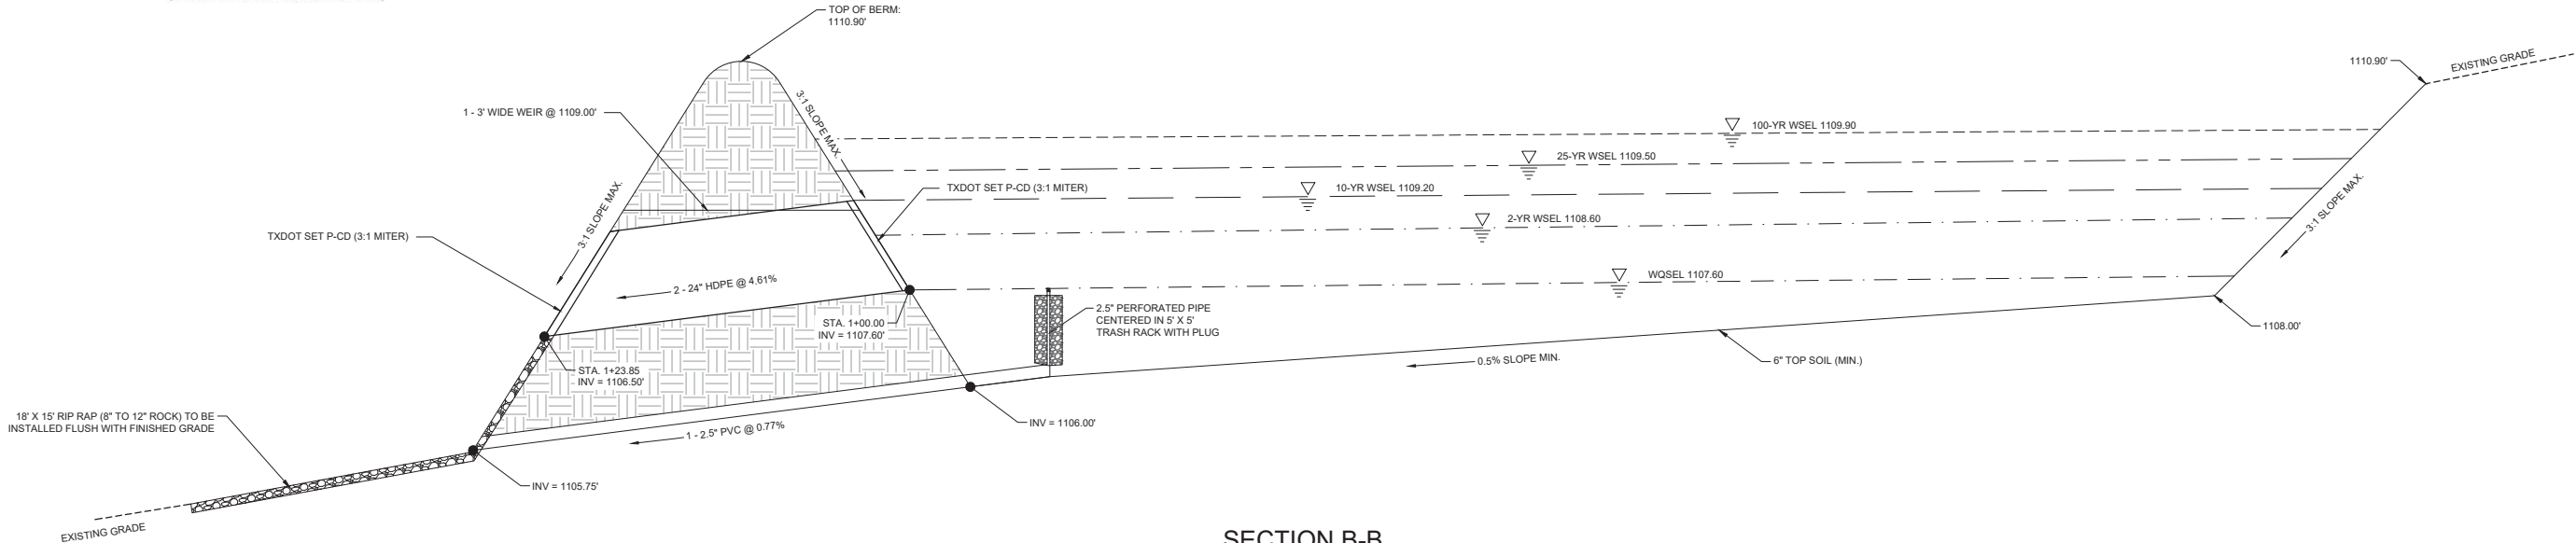 TOP OF BERM:
1110.90'
1110.90'
EXISTING GRADE
1 - 3' WIDE WEIR @ 1109.00'
3:1 SLOPE MAX.
100-YR WSEL 1109.90
25-YR WSEL 1109.50
TXDOT SET P-CD (3:1 MITER)
10-YR WSEL 1109.20
3:1 SLOPE MAX.
3:1 SLOPE MAX.
2-YR WSEL 1108.60
TXDOT SET P-CD (3:1 MITER)
WQSEL 1107.60
2 - 24" HDPE @ 4.61%
2.5" PERFORATED PIPE
CENTERED IN 5' X 5'
TRASH RACK WITH PLUG
STA. 1+00.00
INV = 1107.60'
1108.00'
0.5% SLOPE MIN.
6" TOP SOIL (MIN.)
STA. 1+23.85
INV = 1106.50'
18' X 15' RIP RAP (8" TO 12" ROCK) TO BE
INSTALLED FLUSH WITH FINISHED GRADE
1 - 2.5" PVC @ 0.77%
INV = 1106.00'
INV = 1105.75'
EXISTING GRADE
SECTION B-B